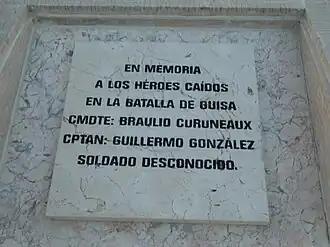 EN MEMORIA
A LOS HÉROES CAÍDOS
EN LA BATALLA DE GUISA
CMDTE: BRAULIO CURUNEAUX
CPTAN: GUILLERMO GONZÁLEZ
SOLDADO DESCONOCIDO.